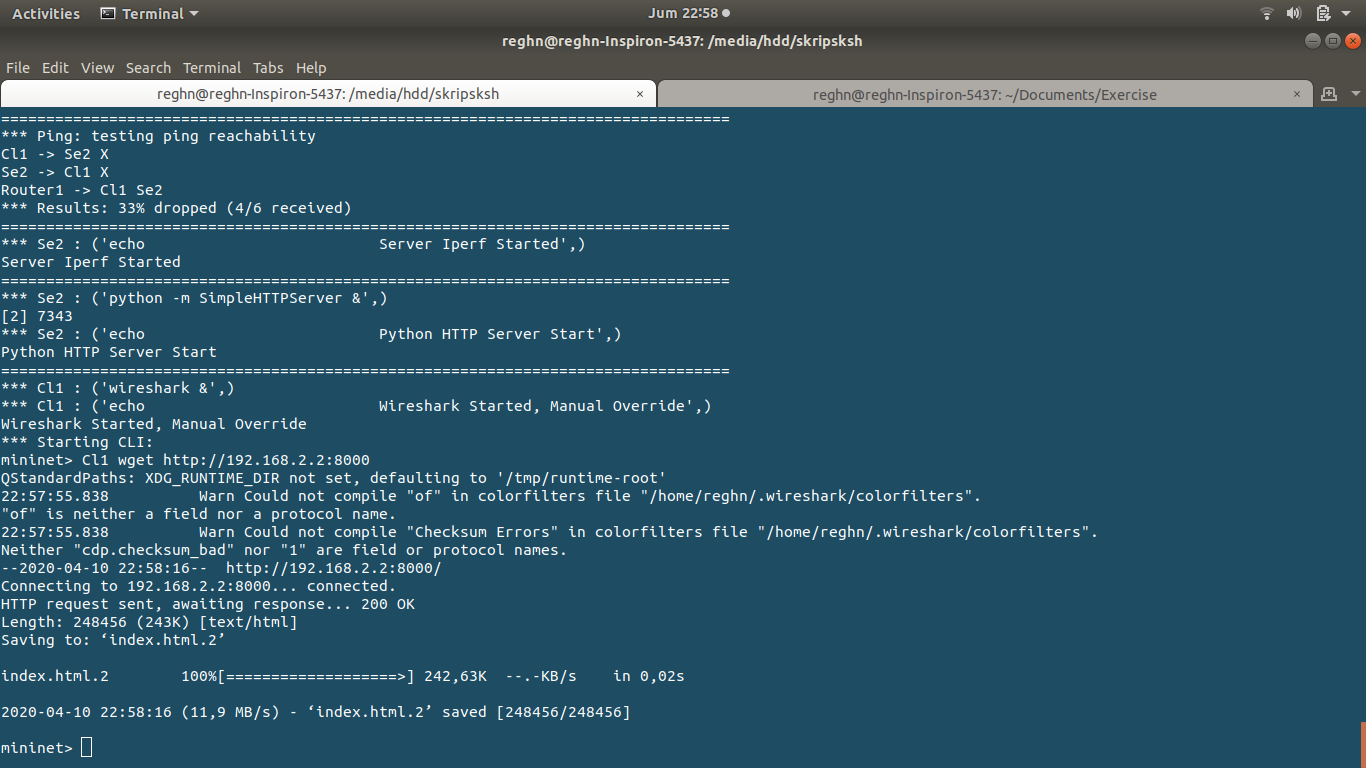 Activities Terminal Jum 22:58
reghn@reghn-Inspiron-5437: /media/hdd/skripsksh
File Edit View Search Terminal Tabs Help
reghn@reghn-Inspiron-5437: /media/hdd/skripsksh × reghn@reghn-Inspiron-5437: ~/Documents/Exercise ×
=================================================================================
*** Ping: testing ping reachability
Cl1 -> Se2 X
Se2 -> Cl1 X
Router1 -> Cl1 Se2
*** Results: 33% dropped (4/6 received)
=================================================================================
*** Se2 : ('echo                          Server Iperf Started',)
Server Iperf Started
=================================================================================
*** Se2 : ('python -m SimpleHTTPServer &',)
[2] 7343
*** Se2 : ('echo                          Python HTTP Server Start',)
Python HTTP Server Start
=================================================================================
*** Cl1 : ('wireshark &',)
*** Cl1 : ('echo                          Wireshark Started, Manual Override',)
Wireshark Started, Manual Override
*** Starting CLI:
mininet> Cl1 wget http://192.168.2.2:8000
QStandardPaths: XDG_RUNTIME_DIR not set, defaulting to '/tmp/runtime-root'
22:57:55.838          Warn Could not compile "of" in colorfilters file "/home/reghn/.wireshark/colorfilters".
"of" is neither a field nor a protocol name.
22:57:55.838          Warn Could not compile "Checksum Errors" in colorfilters file "/home/reghn/.wireshark/colorfilters".
Neither "cdp.checksum_bad" nor "1" are field or protocol names.
--2020-04-10 22:58:16--  http://192.168.2.2:8000/
Connecting to 192.168.2.2:8000... connected.
HTTP request sent, awaiting response... 200 OK
Length: 248456 (243K) [text/html]
Saving to: ‘index.html.2’
index.html.2        100%[===================>] 242,63K  --.-KB/s    in 0,02s
2020-04-10 22:58:16 (11,9 MB/s) - ‘index.html.2’ saved [248456/248456]
mininet>